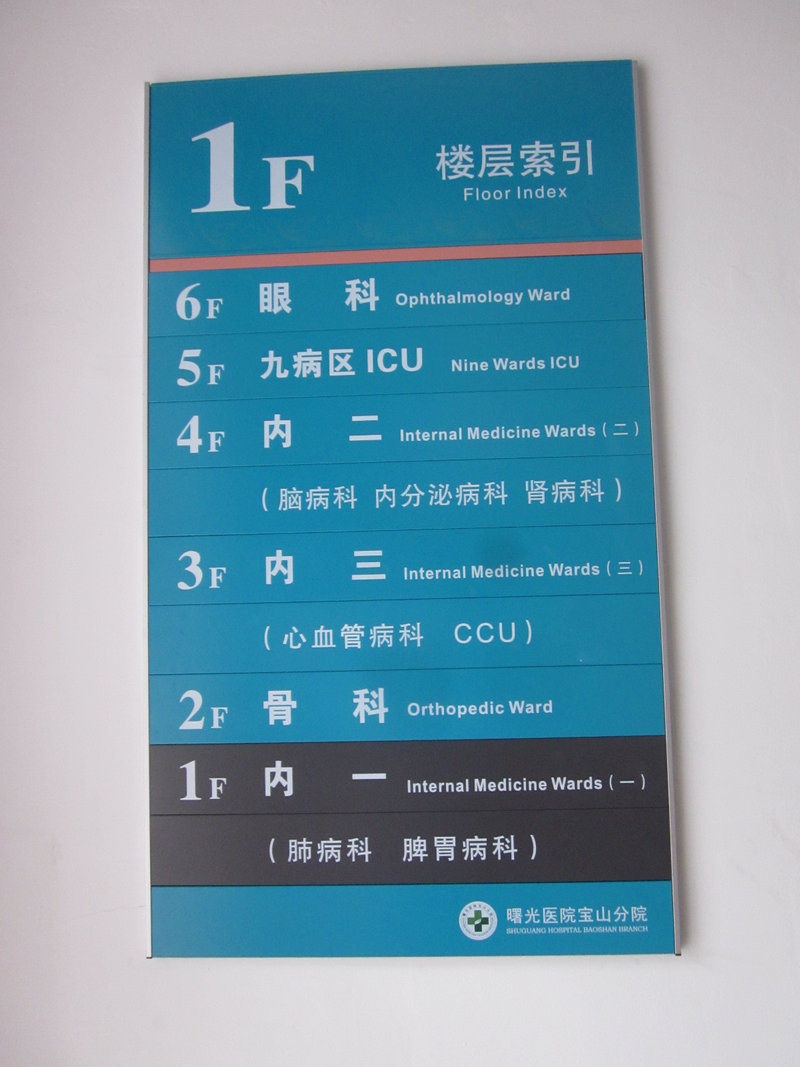 1F 楼层索引
Floor Index
6F 眼 科 Ophthalmology Ward
5F 九病区 ICU Nine Wards ICU
4F 内 二 Internal Medicine Wards（二）
（脑病科 内分泌病科 肾病科）
3F 内 三 Internal Medicine Wards（三）
（心血管病科 CCU）
2F 骨 科 Orthopedic Ward
1F 内 一 Internal Medicine Wards（一）
（肺病科 脾胃病科）
曙光医院宝山分院
SHUGUANG HOSPITAL BAOSHAN BRANCH